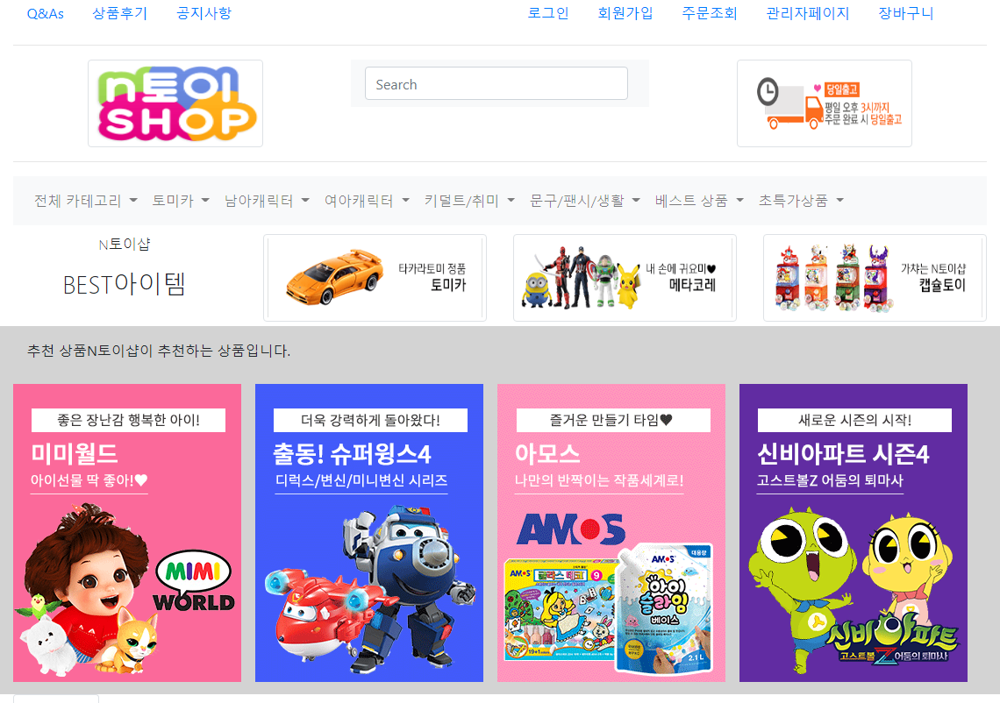 Q&As 상품후기 공지사항 로그인 회원가입 주문조회 관리자페이지 장바구니
n토이
SHOP
Search
당일출고
평일 오후 3시까지
주문 완료 시 당일출고
전체 카테고리 토미카 남아캐릭터 여아캐릭터 키덜트/취미 문구/팬시/생활 베스트 상품 초특가상품
N토이샵
BEST아이템
타카라토미 정품
토미카
내 손에 귀요미♥
메타코레
가챠는 N토이샵
캡슐토이
추천 상품N토이샵이 추천하는 상품입니다.
좋은 장난감 행복한 아이!
미미월드
아이선물 딱 좋아!♥
MIMI
WORLD
더욱 강력하게 돌아왔다!
출동! 슈퍼윙스4
디럭스/변신/미니변신 시리즈
즐거운 만들기 타임♥
아모스
나만의 반짝이는 작품세계로!
AMOS
AMOS
글라스 데코 9
19+1 colors
AMOS 대용량
아이
슬라임
베이스
2.1 L
새로운 시즌의 시작!
신비아파트 시즌4
고스트볼Z 어둠의 퇴마사
신비아파트
고스트볼 Z 어둠의 퇴마사